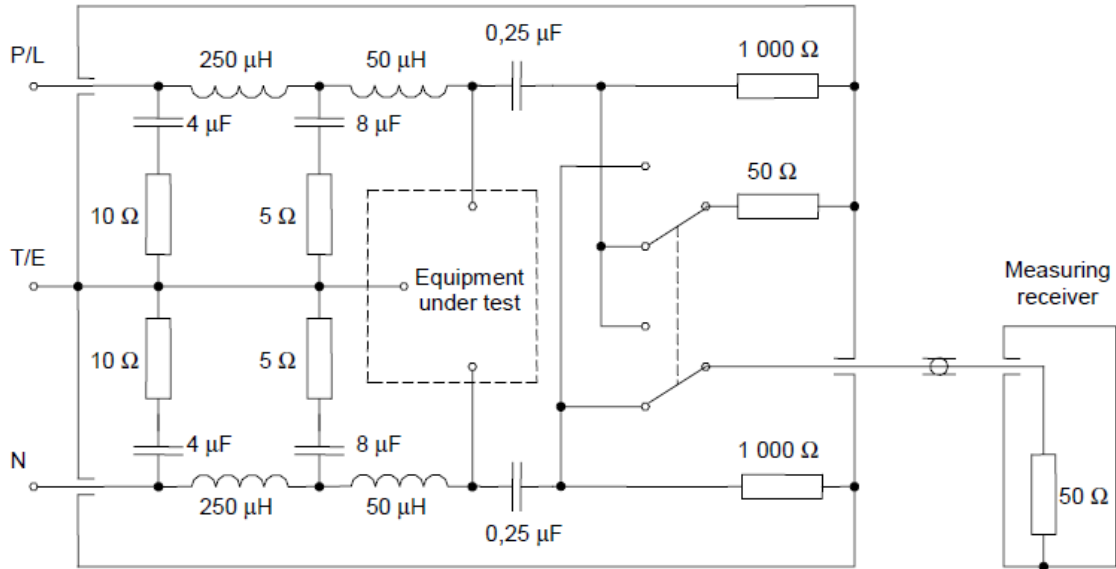 P/L
250 μH
50 μH
0,25 μF
1 000 Ω
4 μF
8 μF
50 Ω
10 Ω
5 Ω
T/E
Equipment
under test
Measuring
receiver
10 Ω
5 Ω
4 μF
8 μF
1 000 Ω
N
250 μH
50 μH
0,25 μF
50 Ω